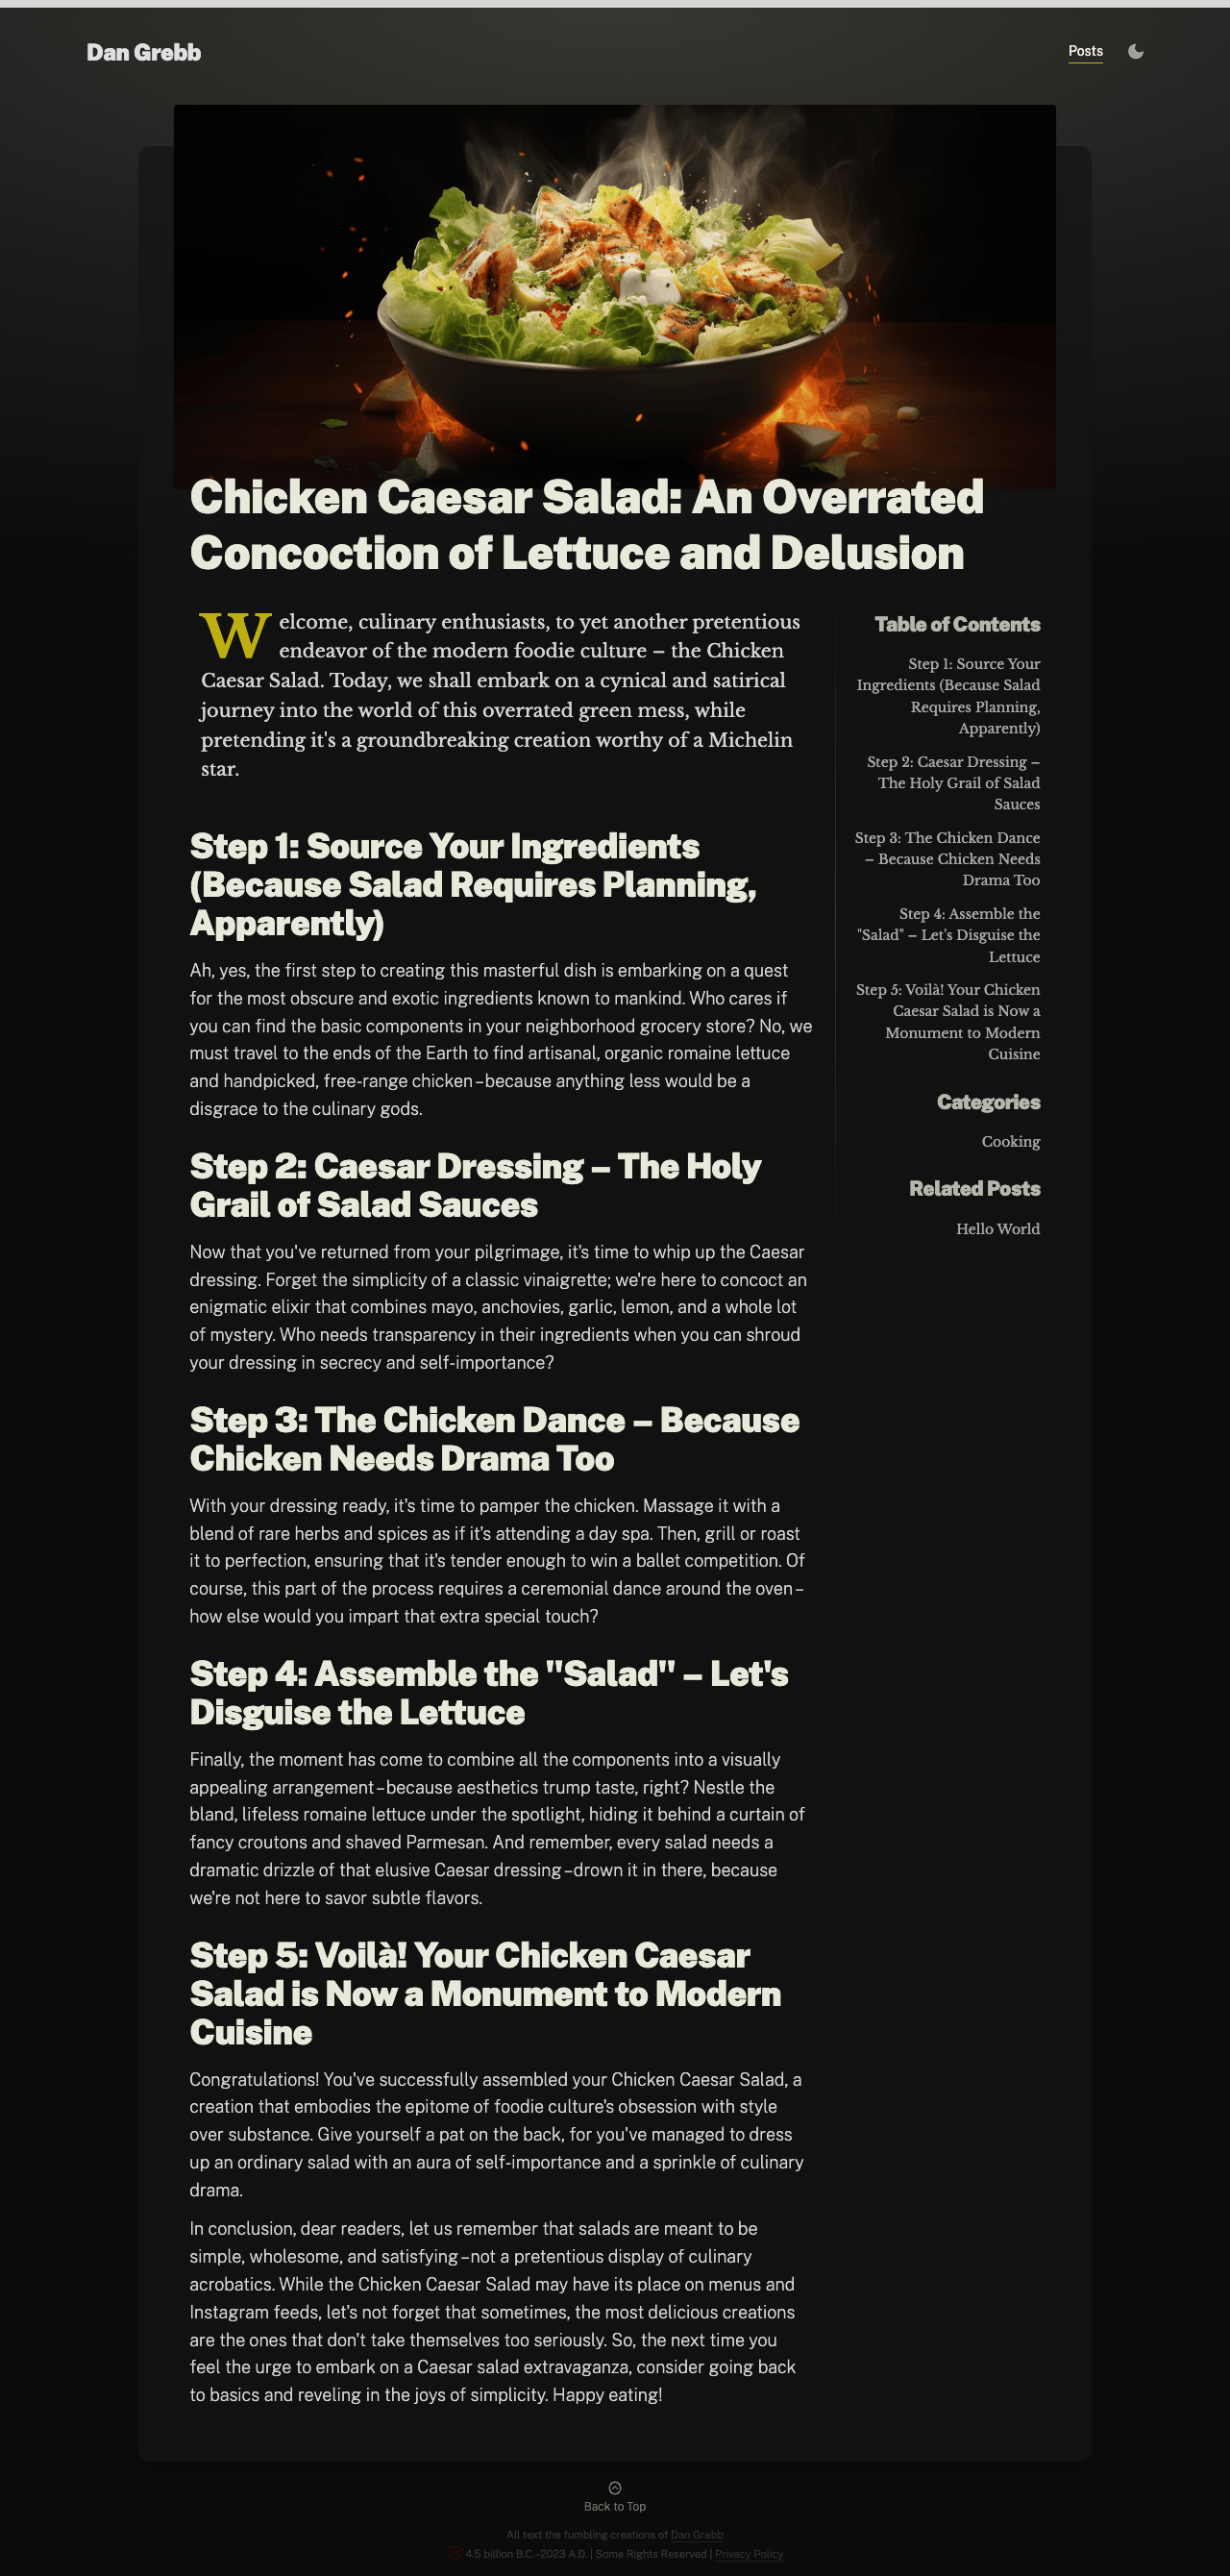 Dan Grebb
Posts
Chicken Caesar Salad: An Overrated
Concoction of Lettuce and Delusion
Welcome, culinary enthusiasts, to yet another pretentious
endeavor of the modern foodie culture – the Chicken
Caesar Salad. Today, we shall embark on a cynical and satirical
journey into the world of this overrated green mess, while
pretending it's a groundbreaking creation worthy of a Michelin
star.
Step 1: Source Your Ingredients
(Because Salad Requires Planning,
Apparently)
Ah, yes, the first step to creating this masterful dish is embarking on a quest
for the most obscure and exotic ingredients known to mankind. Who cares if
you can find the basic components in your neighborhood grocery store? No, we
must travel to the ends of the Earth to find artisanal, organic romaine lettuce
and handpicked, free-range chicken–because anything less would be a
disgrace to the culinary gods.
Step 2: Caesar Dressing – The Holy
Grail of Salad Sauces
Now that you've returned from your pilgrimage, it's time to whip up the Caesar
dressing. Forget the simplicity of a classic vinaigrette; we're here to concoct an
enigmatic elixir that combines mayo, anchovies, garlic, lemon, and a whole lot
of mystery. Who needs transparency in their ingredients when you can shroud
your dressing in secrecy and self-importance?
Step 3: The Chicken Dance – Because
Chicken Needs Drama Too
With your dressing ready, it's time to pamper the chicken. Massage it with a
blend of rare herbs and spices as if it's attending a day spa. Then, grill or roast
it to perfection, ensuring that it's tender enough to win a ballet competition. Of
course, this part of the process requires a ceremonial dance around the oven–
how else would you impart that extra special touch?
Step 4: Assemble the "Salad" – Let's
Disguise the Lettuce
Finally, the moment has come to combine all the components into a visually
appealing arrangement–because aesthetics trump taste, right? Nestle the
bland, lifeless romaine lettuce under the spotlight, hiding it behind a curtain of
fancy croutons and shaved Parmesan. And remember, every salad needs a
dramatic drizzle of that elusive Caesar dressing–drown it in there, because
we're not here to savor subtle flavors.
Step 5: Voilà! Your Chicken Caesar
Salad is Now a Monument to Modern
Cuisine
Congratulations! You've successfully assembled your Chicken Caesar Salad, a
creation that embodies the epitome of foodie culture's obsession with style
over substance. Give yourself a pat on the back, for you've managed to dress
up an ordinary salad with an aura of self-importance and a sprinkle of culinary
drama.
In conclusion, dear readers, let us remember that salads are meant to be
simple, wholesome, and satisfying–not a pretentious display of culinary
acrobatics. While the Chicken Caesar Salad may have its place on menus and
Instagram feeds, let's not forget that sometimes, the most delicious creations
are the ones that don't take themselves too seriously. So, the next time you
feel the urge to embark on a Caesar salad extravaganza, consider going back
to basics and reveling in the joys of simplicity. Happy eating!
Table of Contents
Step 1: Source Your
Ingredients (Because Salad
Requires Planning,
Apparently)
Step 2: Caesar Dressing –
The Holy Grail of Salad
Sauces
Step 3: The Chicken Dance
– Because Chicken Needs
Drama Too
Step 4: Assemble the
"Salad" – Let's Disguise the
Lettuce
Step 5: Voilà! Your Chicken
Caesar Salad is Now a
Monument to Modern
Cuisine
Categories
Cooking
Related Posts
Hello World
Back to Top
All text the fumbling creations of Dan Grebb
4.5 billion B.C.–2023 A.D. | Some Rights Reserved | Privacy Policy